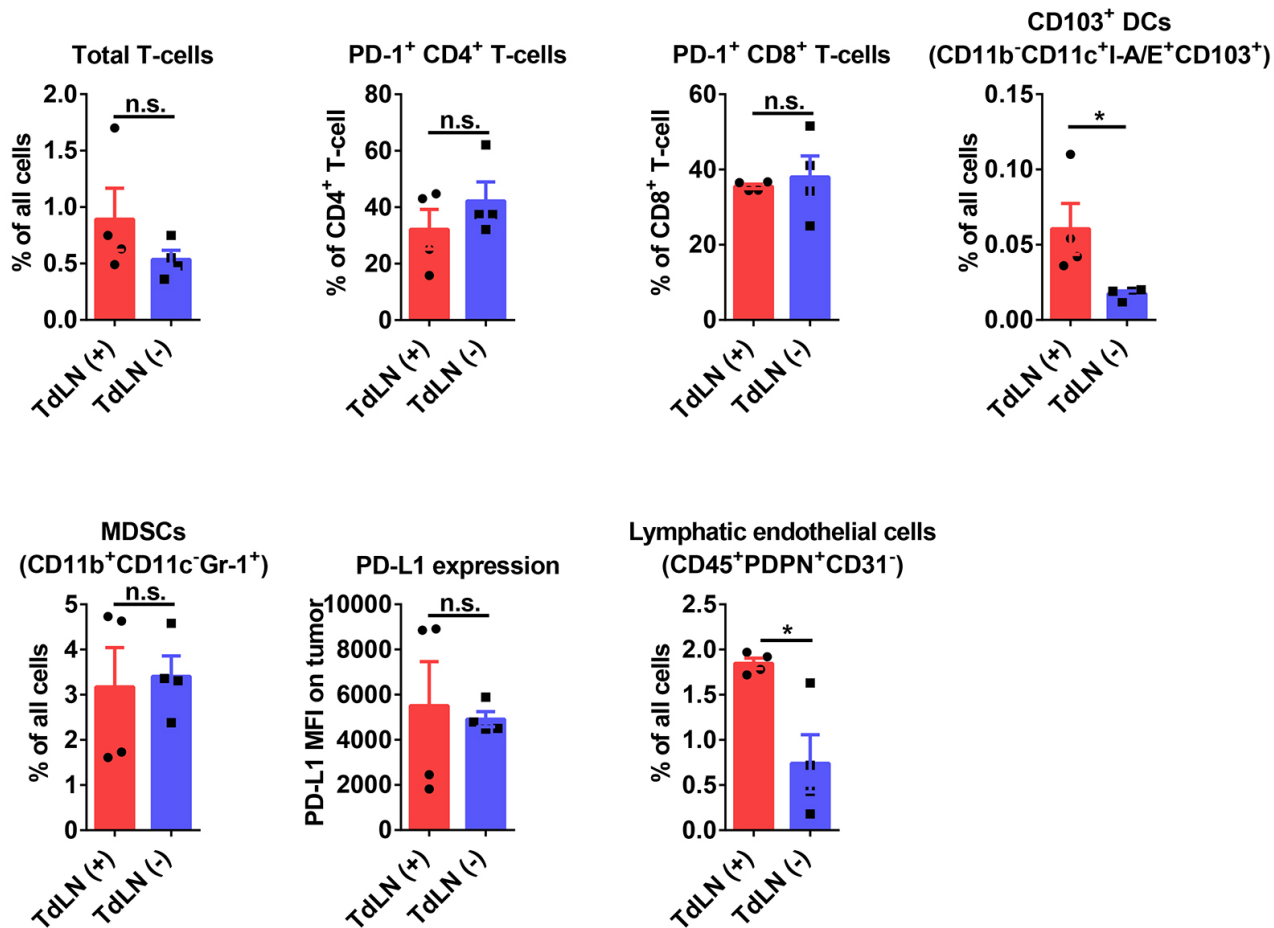 Total T-cells
n.s.
% of all cells
2.0
1.5
1.0
0.5
0.0
TdLN (+)
TdLN (-)
PD-1⁺ CD4⁺ T-cells
n.s.
% of CD4⁺ T-cell
80
60
40
20
0
TdLN (+)
TdLN (-)
PD-1⁺ CD8⁺ T-cells
n.s.
% of CD8⁺ T-cell
60
40
20
0
TdLN (+)
TdLN (-)
CD103⁺ DCs
(CD11b⁻CD11c⁺I-A/E⁺CD103⁺)
*
% of all cells
0.15
0.10
0.05
0.00
TdLN (+)
TdLN (-)
MDSCs
(CD11b⁺CD11c⁻Gr-1⁺)
n.s.
% of all cells
5
4
3
2
1
0
TdLN (+)
TdLN (-)
PD-L1 expression
n.s.
PD-L1 MFI on tumor
10000
8000
6000
4000
2000
0
TdLN (+)
TdLN (-)
Lymphatic endothelial cells
(CD45⁺PDPN⁺CD31⁻)
*
% of all cells
2.5
2.0
1.5
1.0
0.5
0.0
TdLN (+)
TdLN (-)